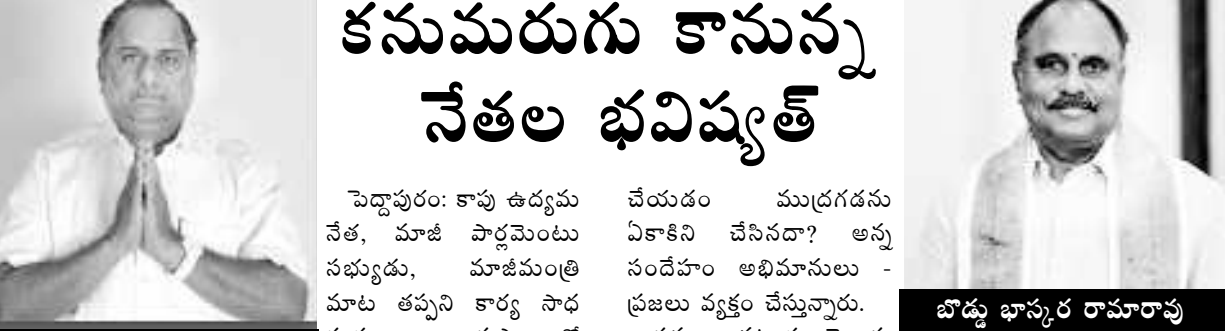 కనుమరుగు కానున్న
నేతల భవిష్యత్
పెద్దాపురం: కాపు ఉద్యమ
నేత, మాజీ పార్లమెంటు
సభ్యుడు, మాజీమంత్రి
మాట తప్పని కార్య సాధ
చేయడం ముద్రగడను
ఏకాకిని చేసినదా? అన్న
సందేహం అభిమానులు -
ప్రజలు వ్యక్తం చేస్తున్నారు.
బొడ్డు భాస్కర రామారావు